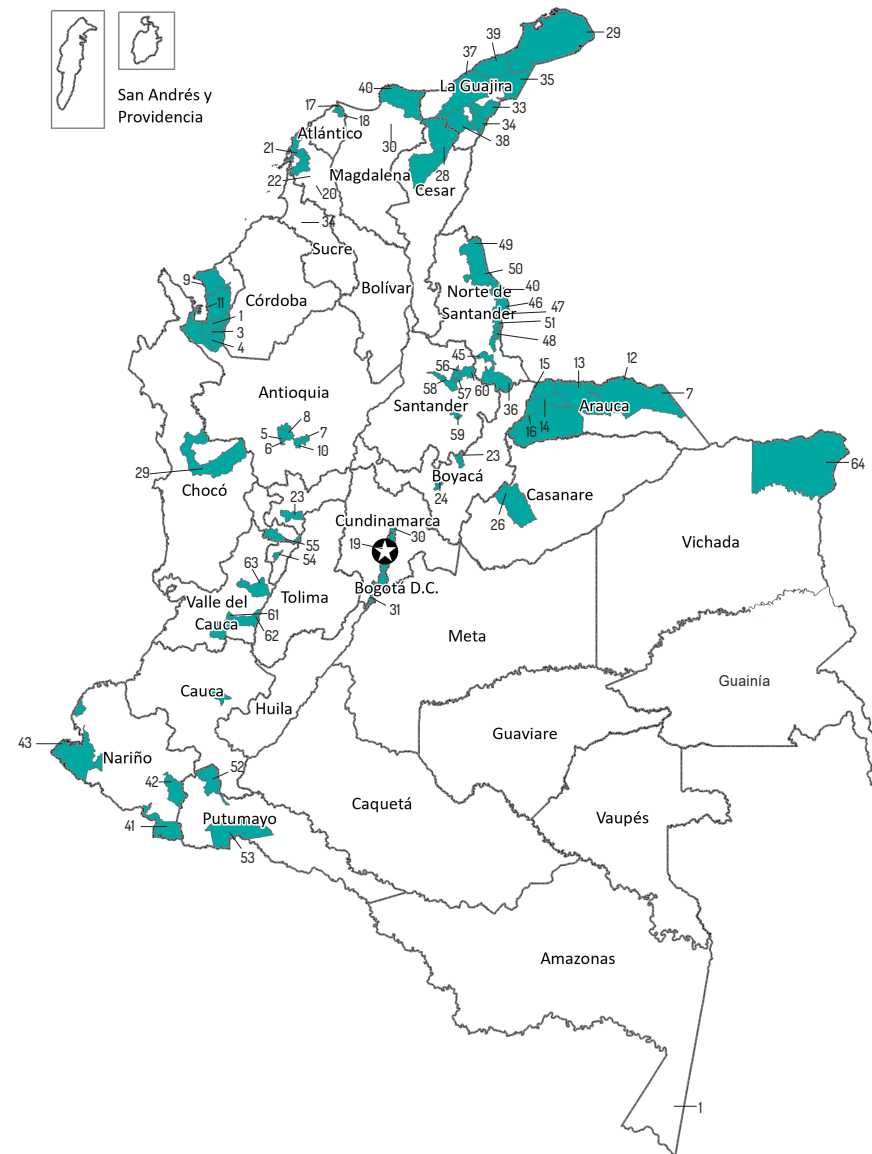 29
39
37
La Guajira
35
40
San Andrés y
Providencia
17
18
33
34
38
Atlántico
30
21
22
Magdalena
28
20
Cesar
34
Sucre
49
9
50
Bolívar
Norte de
40
Córdoba
46
11
47
Santander
1
51
3
48
4
45
56
15
13
12
58
57
60
7
Antioquia
36
Santander
Arauca
8
14
16
5
7
59
6
10
23
64
29
Boyacá
Chocó
24
Casanare
23
26
Cundinamarca
30
55
19
Vichada
54
63
Bogotá D.C.
Tolima
Valle del
31
61
Cauca
62
Meta
Guainía
Cauca
Huila
Guaviare
43
Nariño
52
42
Caquetá
Putumayo
Vaupés
41
53
Amazonas
1